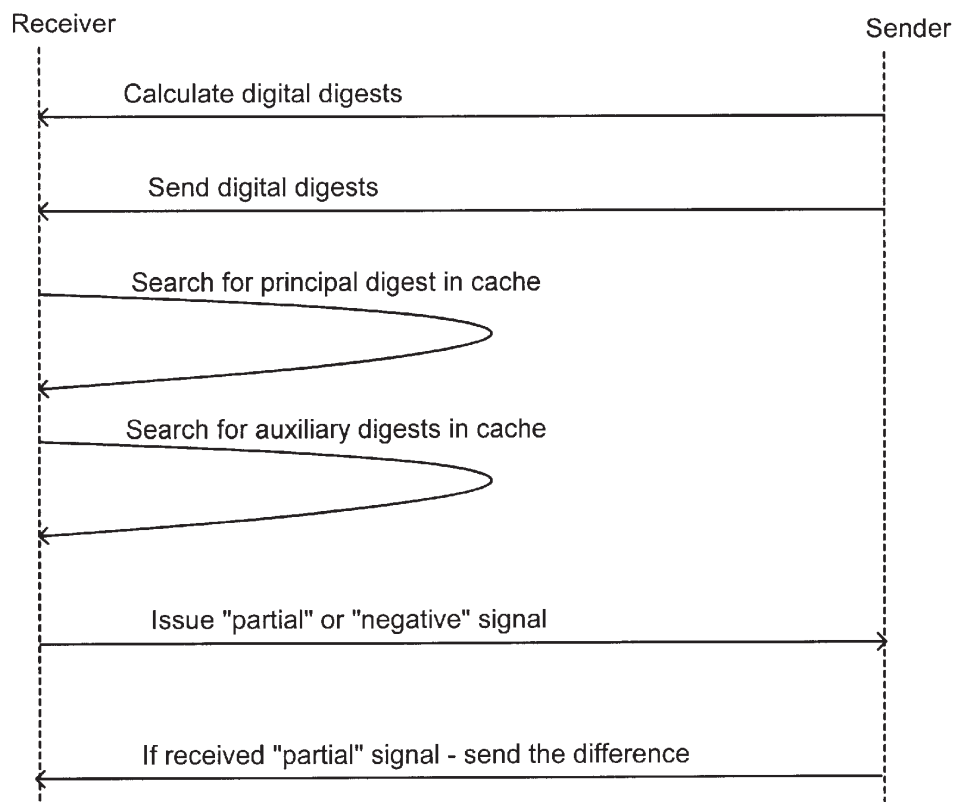 Receiver
Sender
Calculate digital digests
Send digital digests
Search for principal digest in cache
Search for auxiliary digests in cache
Issue "partial" or "negative" signal
If received "partial" signal - send the difference